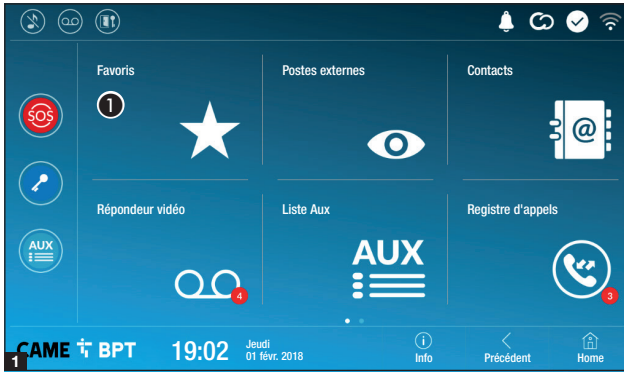 Favoris
Postes externes
Contacts
1
SOS
@
Répondeur vidéo
Liste Aux
Registre d'appels
AUX
AUX
4
3
CAME BPT
19:02
Jeudi
01 févr. 2018
Info
Précédent
Home
1